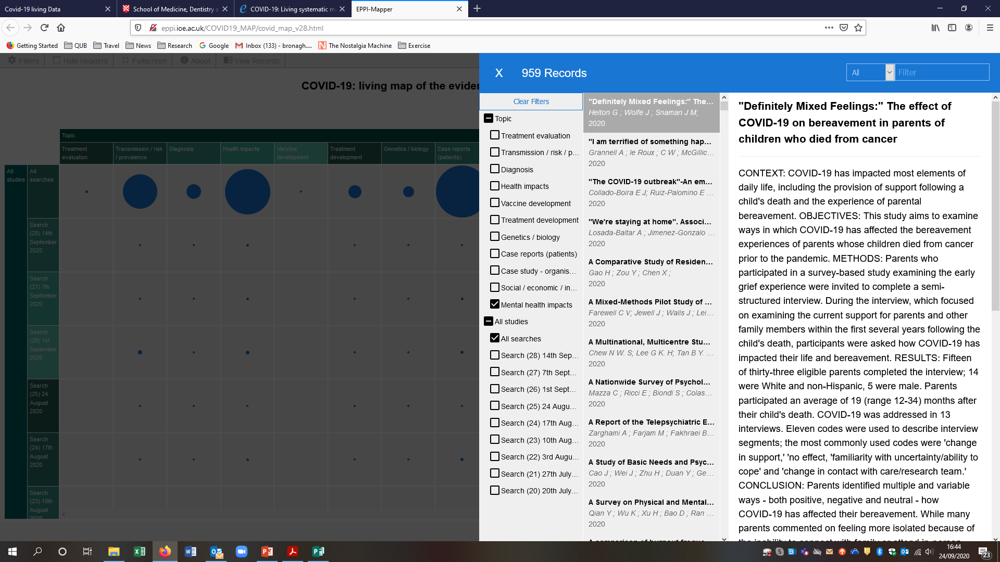 Covid-19 living Data
School of Medicine, Dentistry a
COVID-19: Living systematic m
EPPI-Mapper
eppi.ioe.ac.uk/COVID19_MAP/covid_map_v28.html
Getting Started
QUB
Travel
News
Research
Google
Inbox (133) - bronagh....
The Nostalgia Machine
Exercise
Filters
Hide Headers
Fullscreen
About
View Records
COVID-19: living map of the evide
Topic
Treatment
evaluation
Transmission / risk
/ prevalence
Diagnosis
Health impacts
Vaccine
development
Treatment
development
Genetics / biology
Case reports
(patients)
All
studies
All
searches
Search
(28) 14th
September
2020
Search
(27) 7th
September
2020
Search
(26) 1st
September
2020
Search
(25) 24
August
2020
Search
(24) 17th
August
2020
Search
(23) 10th
August
2020
X
959 Records
All
Filter
Clear Filters
Topic
Treatment evaluation
Transmission / risk / p...
Diagnosis
Health impacts
Vaccine development
Treatment development
Genetics / biology
Case reports (patients)
Case study - organis...
Social / economic / in...
Mental health impacts
All studies
All searches
Search (28) 14th Sep...
Search (27) 7th Sept...
Search (26) 1st Sept...
Search (25) 24 Augu...
Search (24) 17th Aug...
Search (23) 10th Aug...
Search (22) 3rd Augu...
Search (21) 27th July...
Search (20) 20th July...
"Definitely Mixed Feelings:" The...
Helton G ; Wolfe J ; Snaman J M;
2020
"I am terrified of something hap...
Grannell A ; le Roux ; C W ; McGillic...
2020
"The COVID-19 outbreak"-An em...
Collado-Boira E J; Ruiz-Palomino E ...
2020
"We're staying at home". Associ...
Losada-Baltar A ; Jimenez-Gonzalo ...
2020
A Comparative Study of Residen...
Gao H ; Zou Y ; Chen X ;
2020
A Mixed-Methods Pilot Study of ...
Farewell C V; Jewell J ; Walls J ; Lei...
2020
A Multinational, Multicentre Stu...
Chew N W. S; Lee G K. H; Tan B Y. ...
2020
A Nationwide Survey of Psychol...
Mazza C ; Ricci E ; Biondi S ; Colas...
2020
A Report of the Telepsychiatric E...
Zarghami A ; Farjam M ; Fakhraei B...
2020
A Study of Basic Needs and Psyc...
Cao J ; Wei J ; Zhu H ; Duan Y ; Ge...
2020
A Survey on Physical and Mental...
Qian Y ; Wu K ; Xu H ; Bao D ; Ran ...
2020
"Definitely Mixed Feelings:" The effect of
COVID-19 on bereavement in parents of
children who died from cancer
CONTEXT: COVID-19 has impacted most elements of
daily life, including the provision of support following a
child's death and the experience of parental
bereavement. OBJECTIVES: This study aims to examine
ways in which COVID-19 has affected the bereavement
experiences of parents whose children died from cancer
prior to the pandemic. METHODS: Parents who
participated in a survey-based study examining the early
grief experience were invited to complete a semi-
structured interview. During the interview, which focused
on examining the current support for parents and other
family members within the first several years following the
child's death, participants were asked how COVID-19 has
impacted their life and bereavement. RESULTS: Fifteen
of thirty-three eligible parents completed the interview; 14
were White and non-Hispanic, 5 were male. Parents
participated an average of 19 (range 12-34) months after
their child's death. COVID-19 was addressed in 13
interviews. Eleven codes were used to describe interview
segments; the most commonly used codes were 'change
in support,' 'no effect, 'familiarity with uncertainty/ability to
cope' and 'change in contact with care/research team.'
CONCLUSION: Parents identified multiple and variable
ways - both positive, negative and neutral - how
COVID-19 has affected their bereavement. While many
parents commented on feeling more isolated because of
16:44
24/09/2020
23